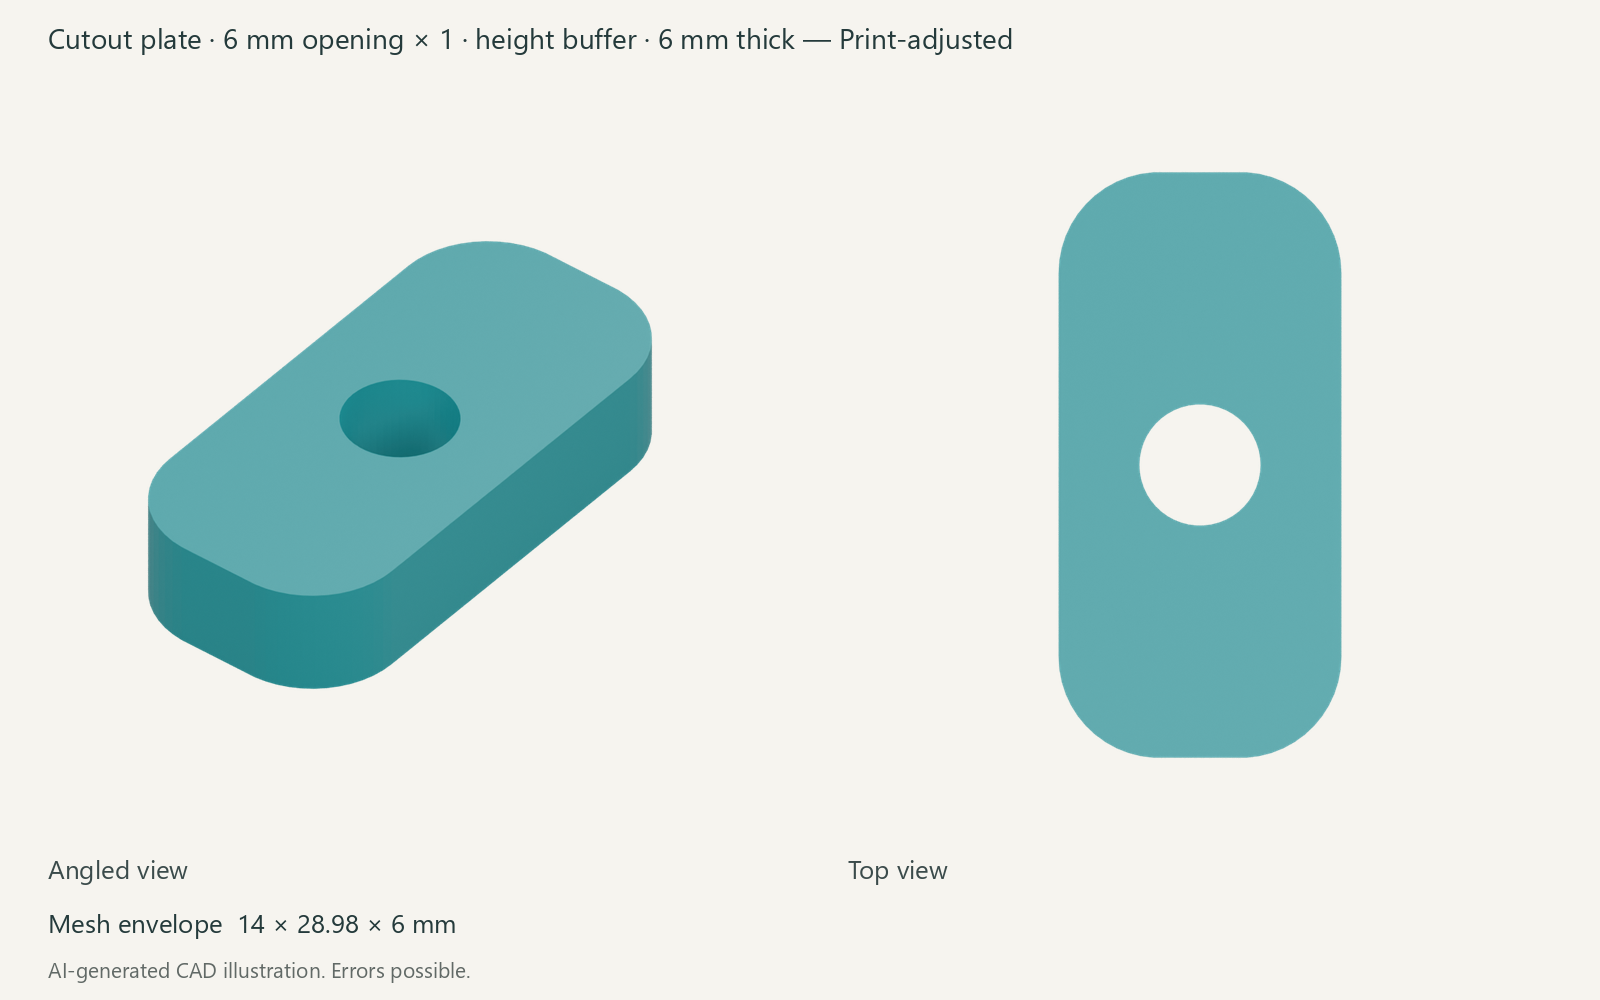 Cutout plate · 6 mm opening × 1 · height buffer · 6 mm thick — Print-adjusted
Angled view
Top view
Mesh envelope 14 × 28.98 × 6 mm
AI-generated CAD illustration. Errors possible.